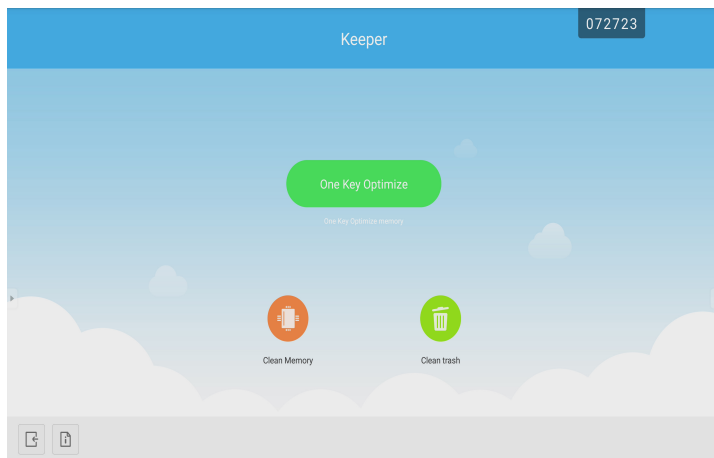 072723
Keeper
One Key Optimize
One Key Optimize memory
Clean Memory
Clean trash